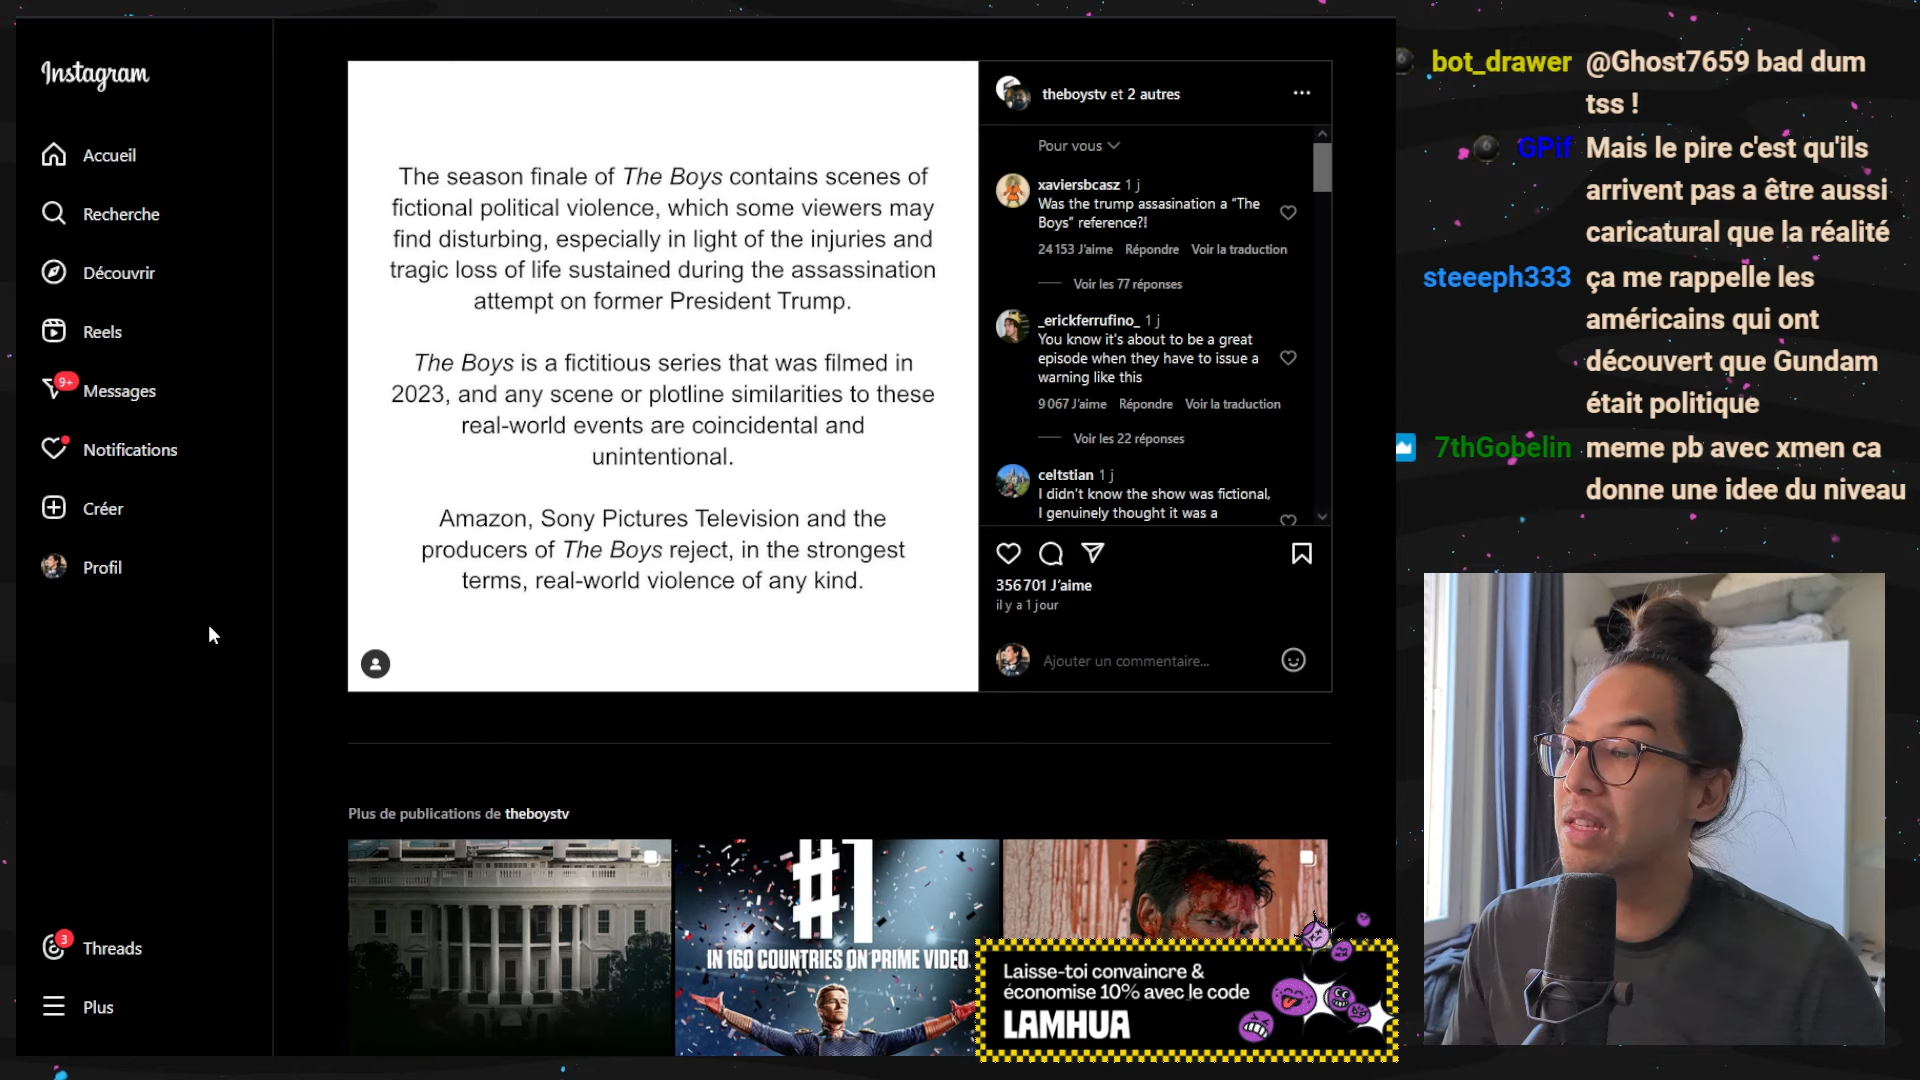 Instagram
Accueil
Recherche
Découvrir
Reels
9+
Messages
Notifications
Créer
Profil
3
Threads
Plus
The season finale of The Boys contains scenes of
fictional political violence, which some viewers may
find disturbing, especially in light of the injuries and
tragic loss of life sustained during the assassination
attempt on former President Trump.
The Boys is a fictitious series that was filmed in
2023, and any scene or plotline similarities to these
real-world events are coincidental and
unintentional.
Amazon, Sony Pictures Television and the
producers of The Boys reject, in the strongest
terms, real-world violence of any kind.
theboystv et 2 autres
Pour vous
xaviersbcasz 1 j
Was the trump assasination a “The
Boys” reference?!
24 153 J’aime Répondre Voir la traduction
Voir les 77 réponses
_erickferrufino_ 1 j
You know it's about to be a great
episode when they have to issue a
warning like this
9 067 J’aime Répondre Voir la traduction
Voir les 22 réponses
celtstian 1 j
I didn’t know the show was fictional,
I genuinely thought it was a
356 701 J’aime
il y a 1 jour
Ajouter un commentaire...
Plus de publications de theboystv
#1
IN 160 COUNTRIES ON PRIME VIDEO
Laisse-toi convaincre &
économise 10% avec le code
LAMHUA
bot_drawer @Ghost7659 bad dum
tss !
GPif Mais le pire c'est qu'ils
arrivent pas a être aussi
caricatural que la réalité
steeeph333 ça me rappelle les
américains qui ont
découvert que Gundam
était politique
7thGobelin meme pb avec xmen ca
donne une idee du niveau